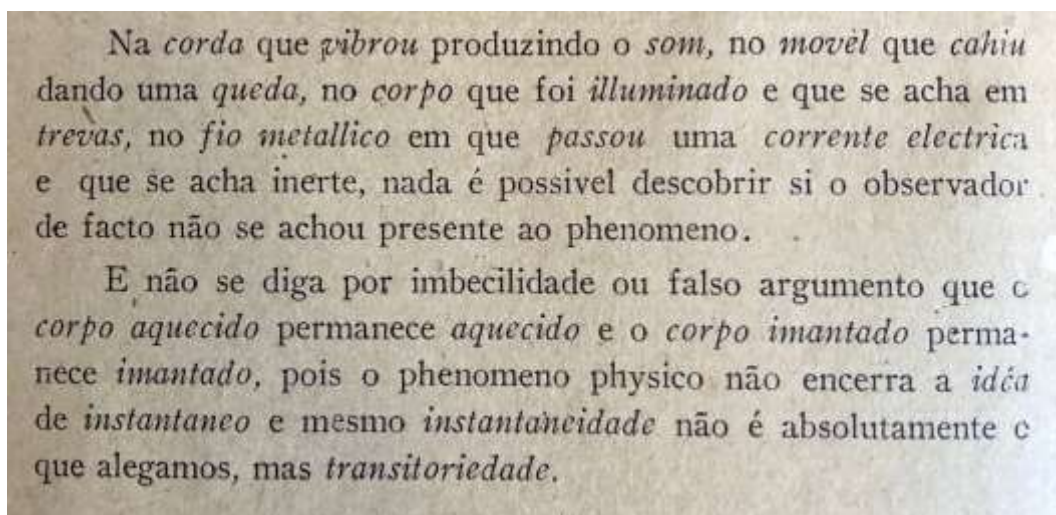 Na corda que vibrou produzindo o som, no movel que cahiu
dando uma queda, no corpo que foi illuminado e que se acha em
trevas, no fio metallico em que passou uma corrente electrica
e que se acha inerte, nada é possivel descobrir si o observador
de facto não se achou presente ao phenomeno.
E não se diga por imbecilidade ou falso argumento que o
corpo aquecido permanece aquecido e o corpo imantado perma-
nece imantado, pois o phenomeno physico não encerra a idéa
de instantaneo e mesmo instantaneidade não é absolutamente o
que alegamos, mas transitoriedade.